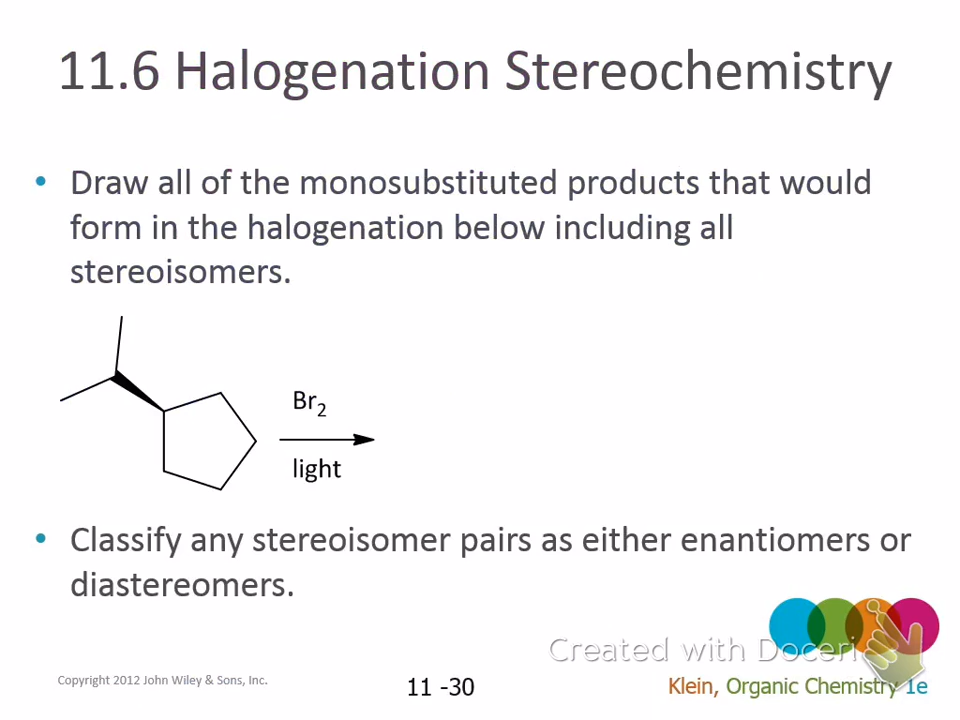 11.6 Halogenation Stereochemistry
• Draw all of the monosubstituted products that would
form in the halogenation below including all
stereoisomers.
Br₂
light
• Classify any stereoisomer pairs as either enantiomers or
diastereomers.
Created with Doceri
Copyright 2012 John Wiley & Sons, Inc.
11 -30
Klein, Organic Chemistry 1e